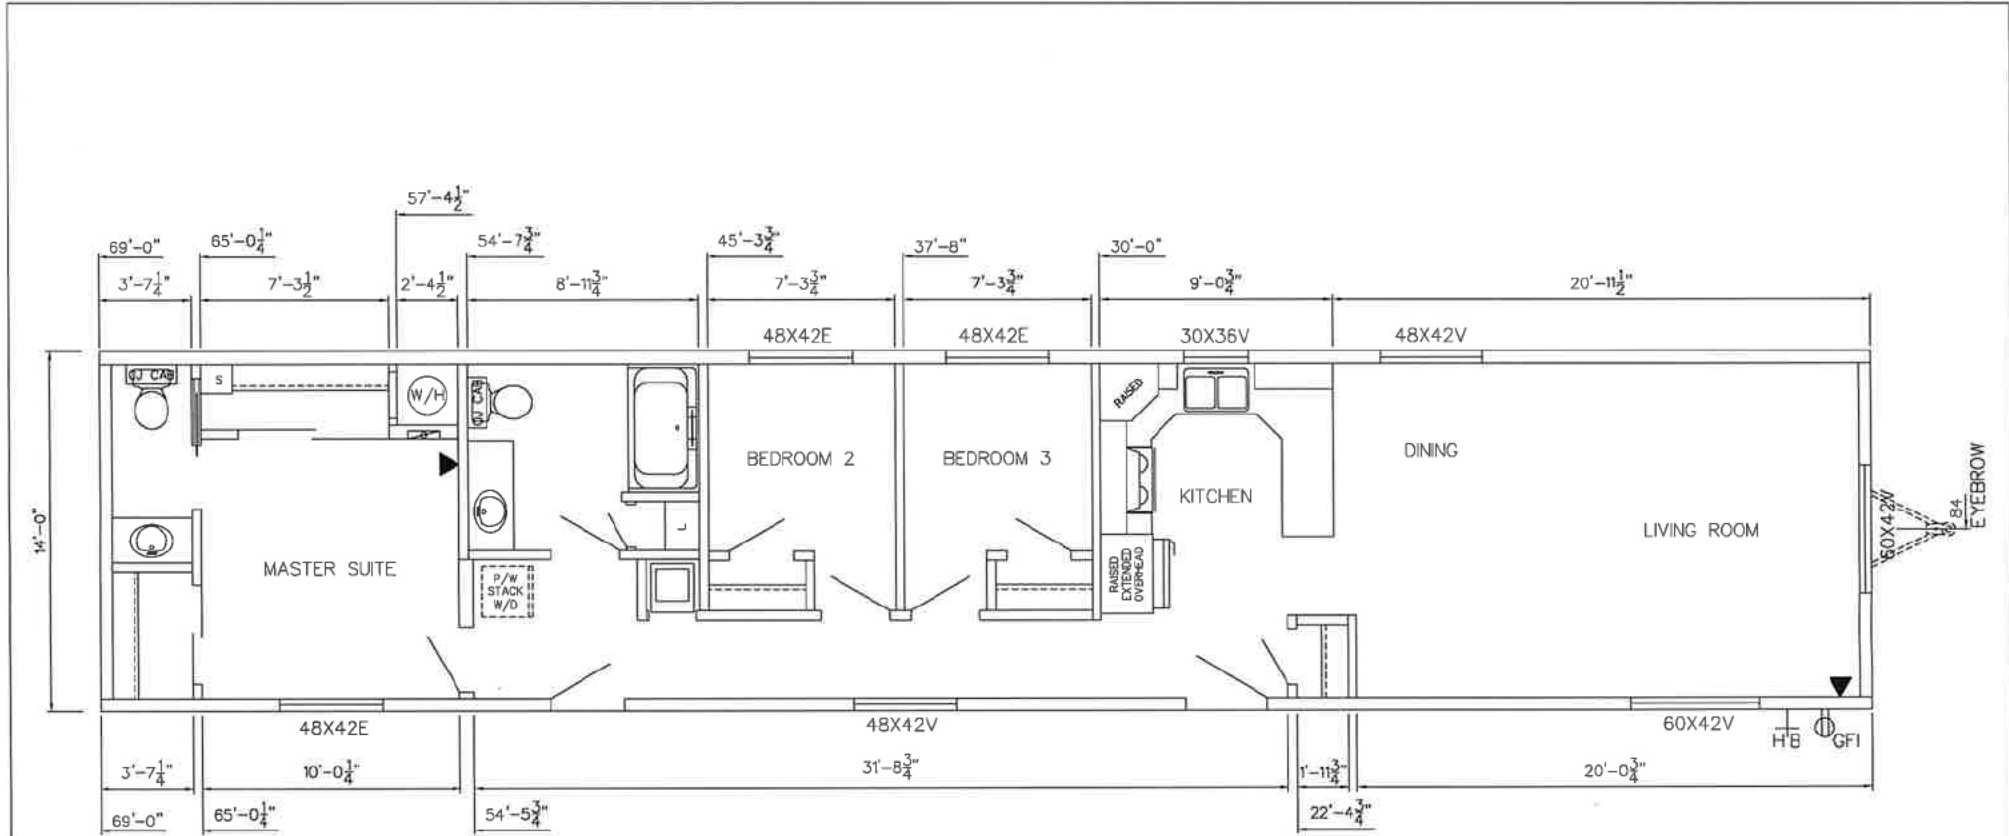 57'-4 1/2"
69'-0"
65'-0 1/4"
54'-7 3/4"
45'-3 3/4"
37'-8"
30'-0"
3'-7 1/4"
7'-3 1/2"
2'-4 1/2"
8'-11 3/4"
7'-3 3/4"
7'-3 3/4"
9'-0 3/4"
20'-11 1/2"
48X42E
48X42E
30X36V
48X42V
OJ CAB
S
W/H
OJ CAB
RAISED
BEDROOM 2
BEDROOM 3
DINING
KITCHEN
LIVING ROOM
60X42V
84
EYEBROW
14'-0"
L
MASTER SUITE
P/W
STACK
W/D
RAISED
EXTENDED
OVERHEAD
48X42E
48X42V
60X42V
HB
GFI
3'-7 1/4"
10'-0 1/4"
31'-8 3/4"
1'-11 3/4"
20'-0 3/4"
69'-0"
65'-0 1/4"
54'-5 3/4"
22'-4 3/4"